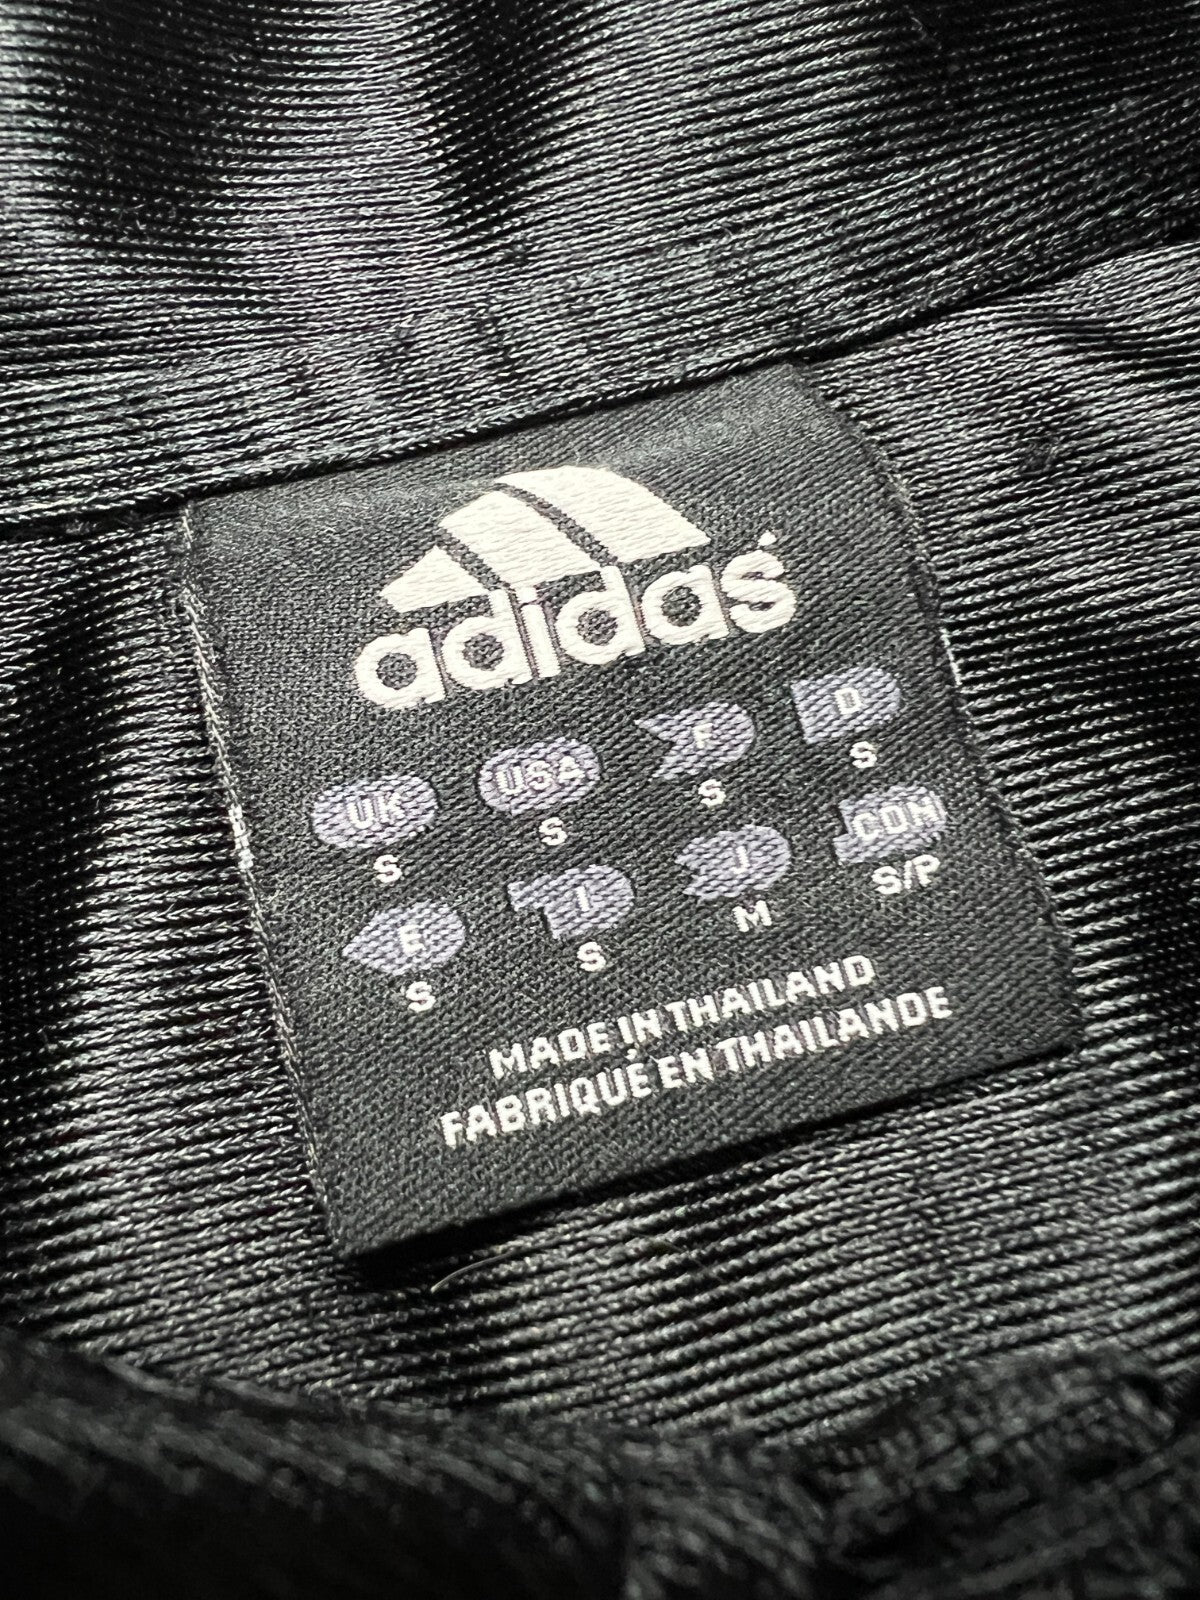 adidas
UK USA F D
S S S S
E I J CDN
S S M S/P
MADE IN THAILAND
FABRIQUÉ EN THAILANDE